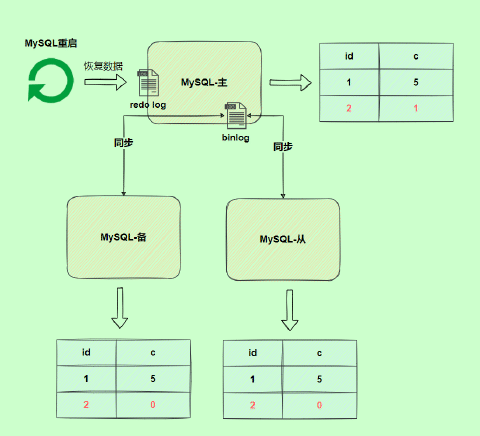 MySQL重启
恢复数据
redo log
MySQL-主
binlog
id c
1 5
2 1
同步
同步
MySQL-备
MySQL-从
id c
1 5
2 0
id c
1 5
2 0